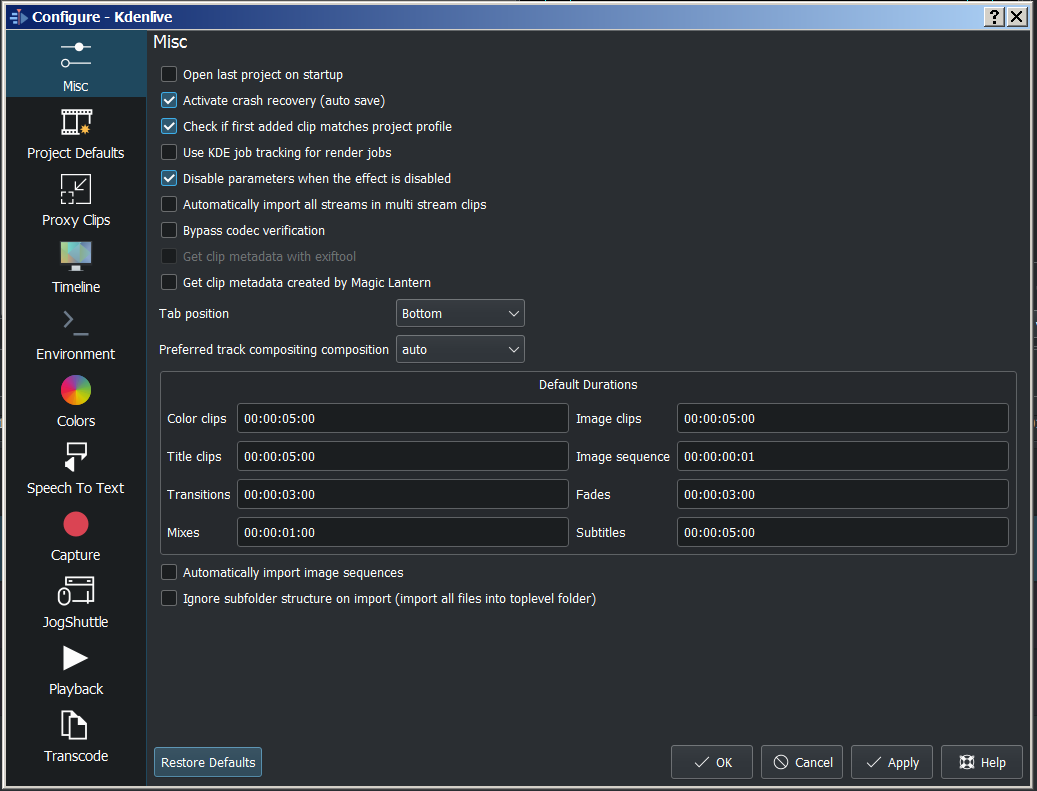 Configure - Kdenlive
Misc
Project Defaults
Proxy Clips
Timeline
Environment
Colors
Speech To Text
Capture
JogShuttle
Playback
Transcode
Misc
Open last project on startup
Activate crash recovery (auto save)
Check if first added clip matches project profile
Use KDE job tracking for render jobs
Disable parameters when the effect is disabled
Automatically import all streams in multi stream clips
Bypass codec verification
Get clip metadata with exiftool
Get clip metadata created by Magic Lantern
Tab position Bottom
Preferred track compositing composition auto
Default Durations
Color clips 00:00:05:00 Image clips 00:00:05:00
Title clips 00:00:05:00 Image sequence 00:00:00:01
Transitions 00:00:03:00 Fades 00:00:03:00
Mixes 00:00:01:00 Subtitles 00:00:05:00
Automatically import image sequences
Ignore subfolder structure on import (import all files into toplevel folder)
Restore Defaults OK Cancel Apply Help